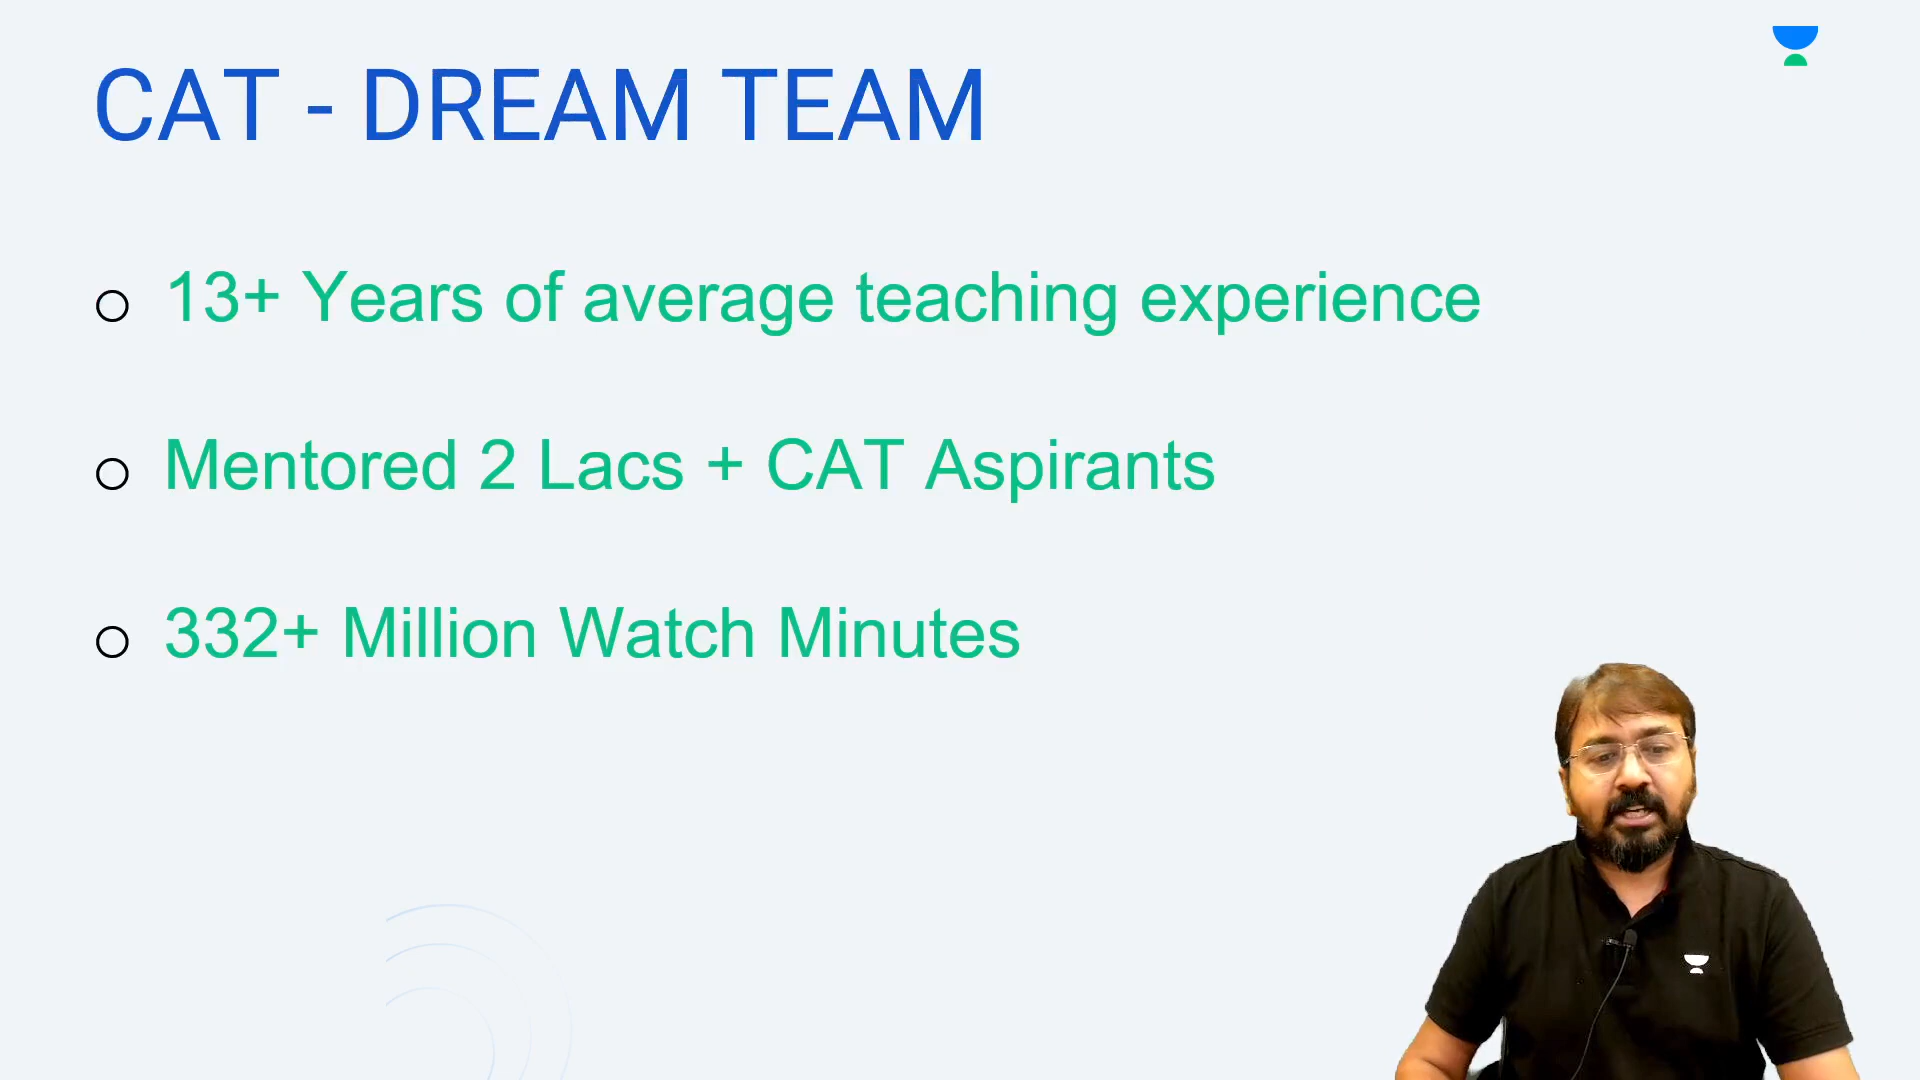 CAT - DREAM TEAM
13+ Years of average teaching experience
Mentored 2 Lacs + CAT Aspirants
332+ Million Watch Minutes